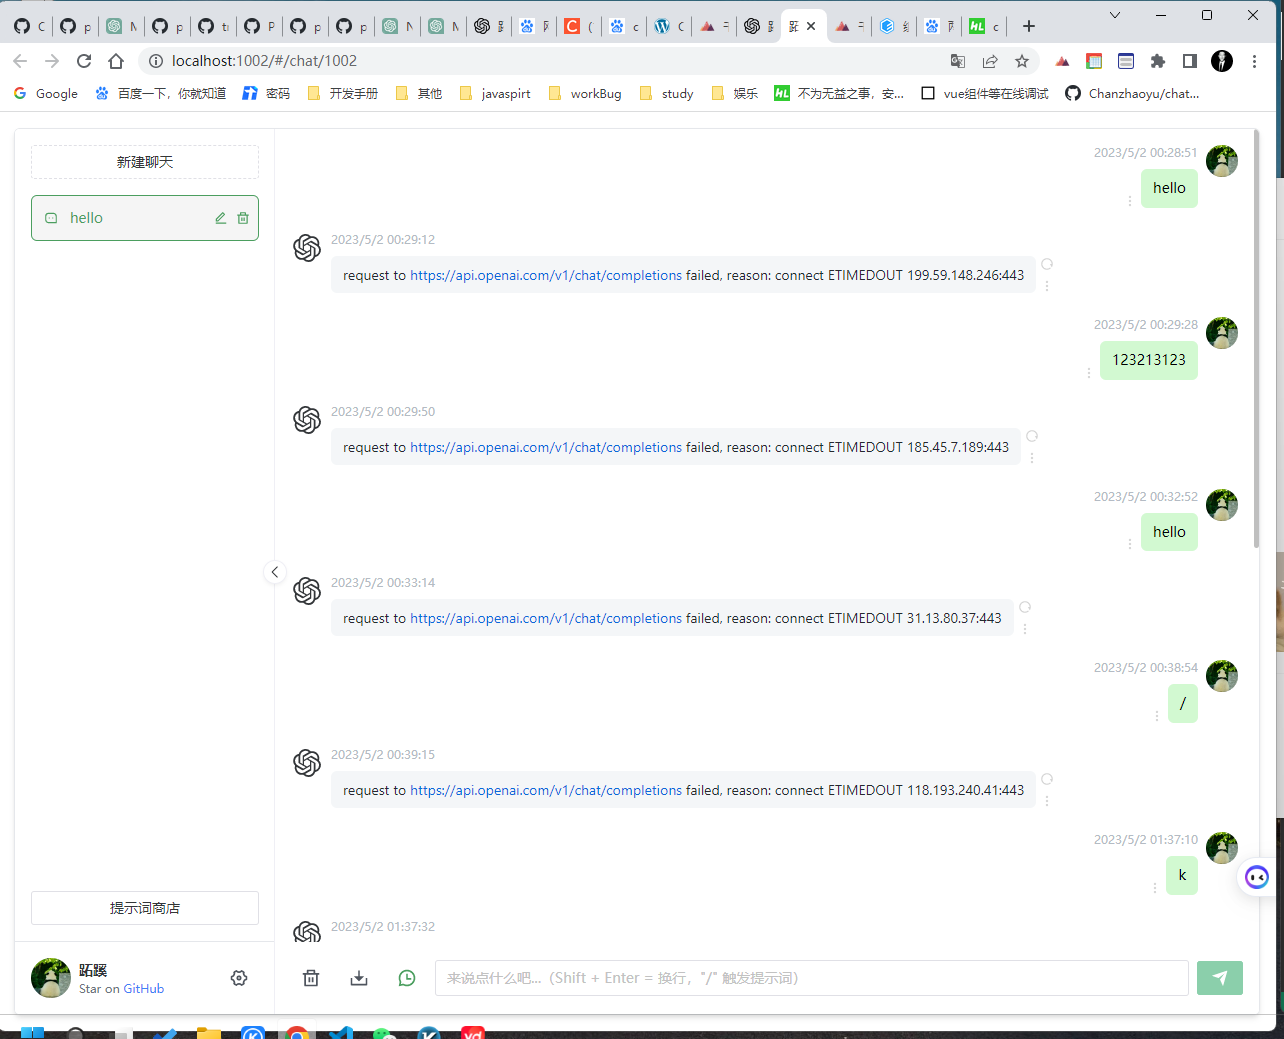 localhost:1002/#/chat/1002
Google
百度一下，你就知道
密码
开发手册
其他
javaspirt
workBug
study
娱乐
不为无益之事，安...
vue组件等在线调试
Chanzhaoyu/chat...
新建聊天
hello
2023/5/2 00:28:51
hello
2023/5/2 00:29:12
request to https://api.openai.com/v1/chat/completions failed, reason: connect ETIMEDOUT 199.59.148.246:443
2023/5/2 00:29:28
123213123
2023/5/2 00:29:50
request to https://api.openai.com/v1/chat/completions failed, reason: connect ETIMEDOUT 185.45.7.189:443
2023/5/2 00:32:52
hello
2023/5/2 00:33:14
request to https://api.openai.com/v1/chat/completions failed, reason: connect ETIMEDOUT 31.13.80.37:443
2023/5/2 00:38:54
/
2023/5/2 00:39:15
request to https://api.openai.com/v1/chat/completions failed, reason: connect ETIMEDOUT 118.193.240.41:443
2023/5/2 01:37:10
k
2023/5/2 01:37:32
提示词商店
跖蹊
Star on GitHub
来说点什么吧...（Shift + Enter = 换行，"/" 触发提示词）